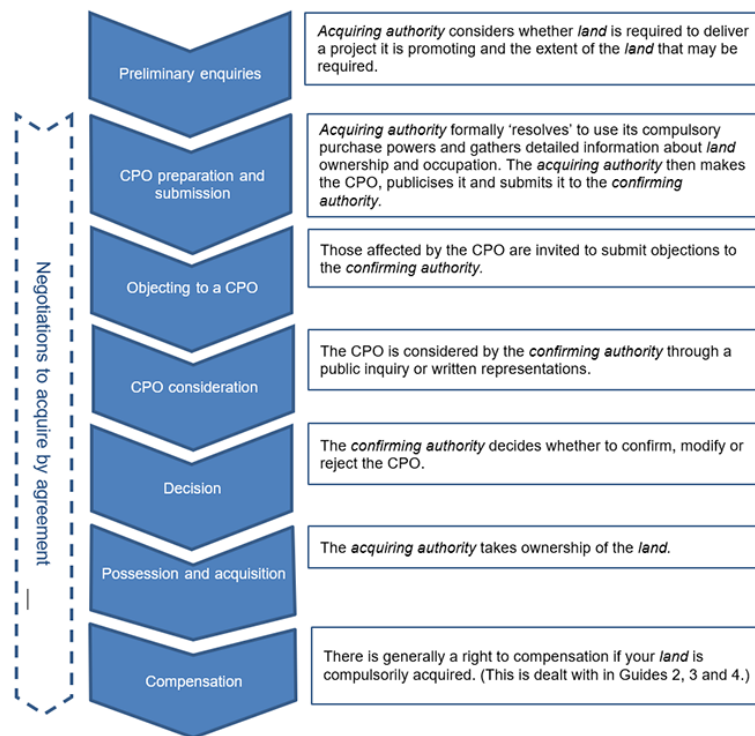 Preliminary enquiries
Acquiring authority considers whether land is required to deliver
a project it is promoting and the extent of the land that may be
required.
Negotiations to acquire by agreement
CPO preparation and
submission
Acquiring authority formally ‘resolves’ to use its compulsory
purchase powers and gathers detailed information about land
ownership and occupation. The acquiring authority then makes
the CPO, publicises it and submits it to the confirming
authority.
Objecting to a CPO
Those affected by the CPO are invited to submit objections to
the confirming authority.
CPO consideration
The CPO is considered by the confirming authority through a
public inquiry or written representations.
Decision
The confirming authority decides whether to confirm, modify or
reject the CPO.
Possession and acquisition
The acquiring authority takes ownership of the land.
Compensation
There is generally a right to compensation if your land is
compulsorily acquired. (This is dealt with in Guides 2, 3 and 4.)